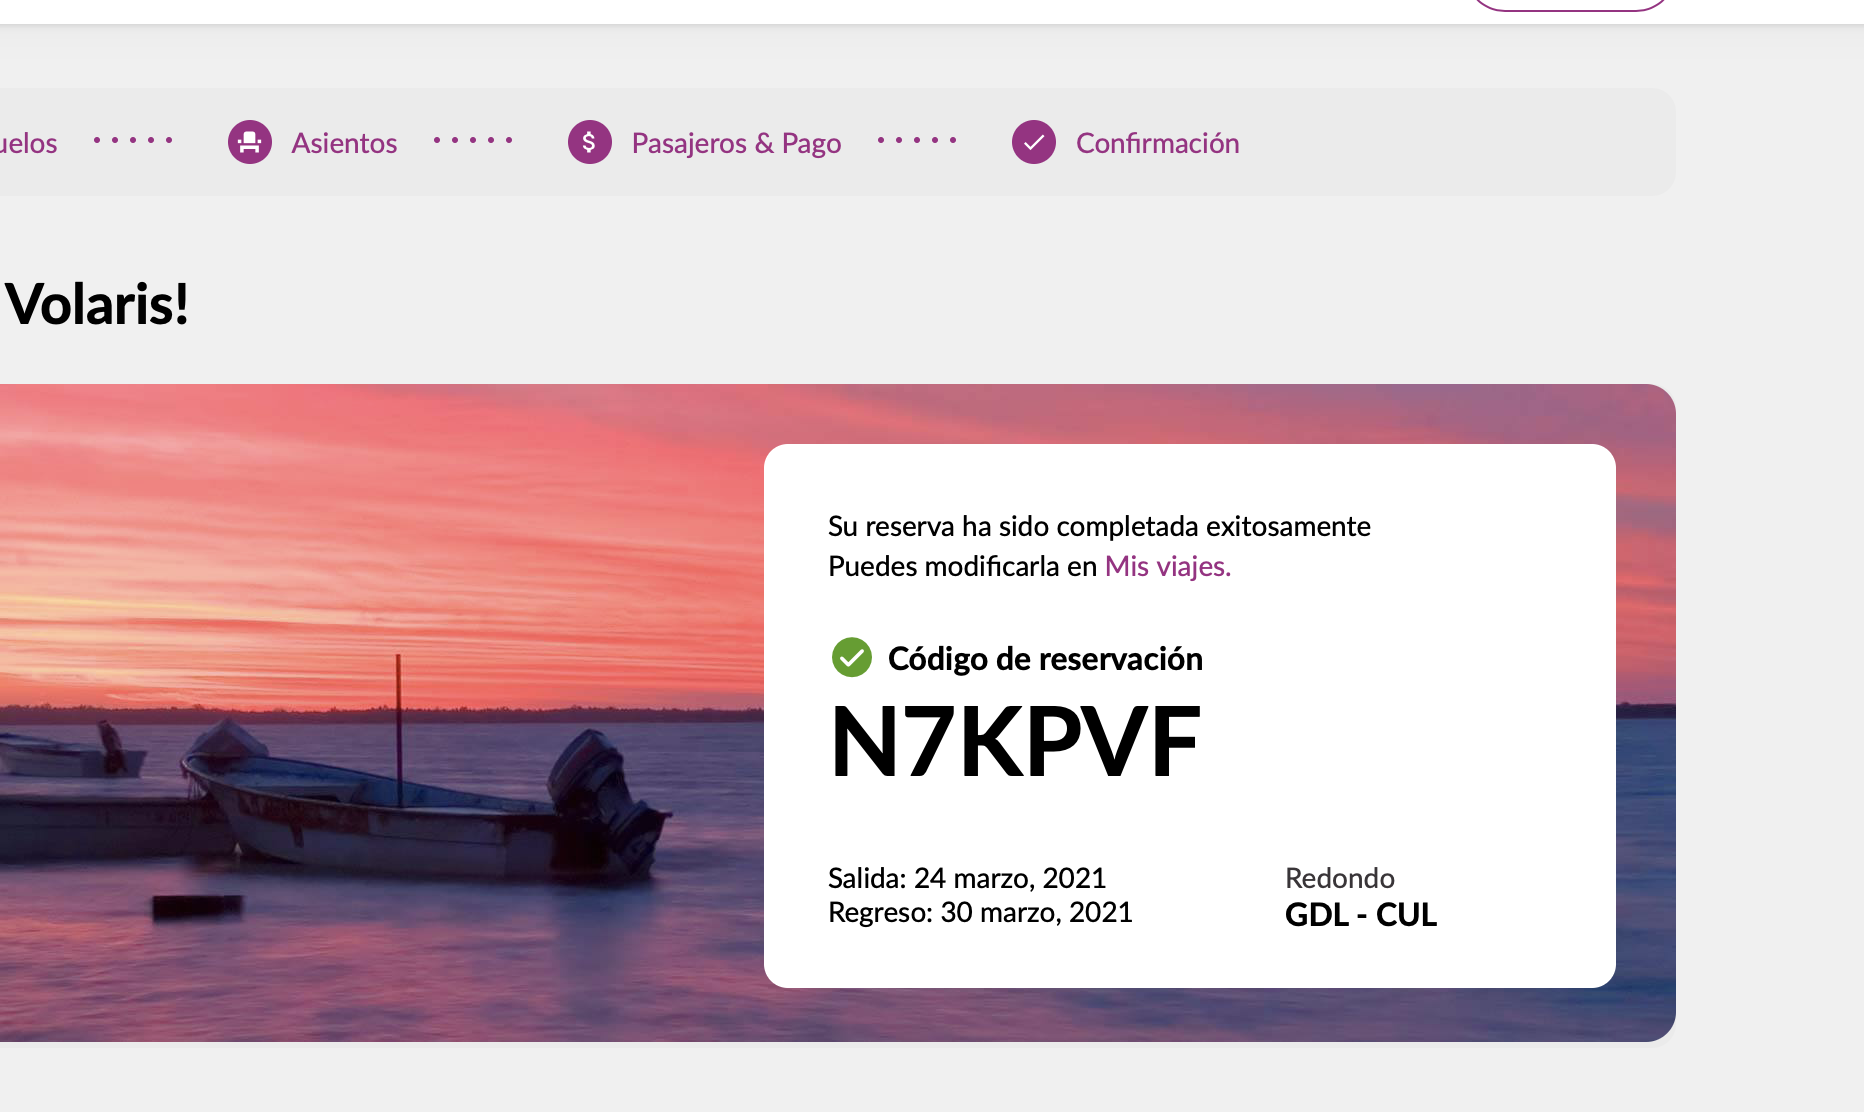 Asientos
Pasajeros & Pago
Confirmación
Volaris!
Su reserva ha sido completada exitosamente
Puedes modificarla en Mis viajes.
Código de reservación
N7KPVF
Salida: 24 marzo, 2021
Regreso: 30 marzo, 2021
Redondo
GDL - CUL